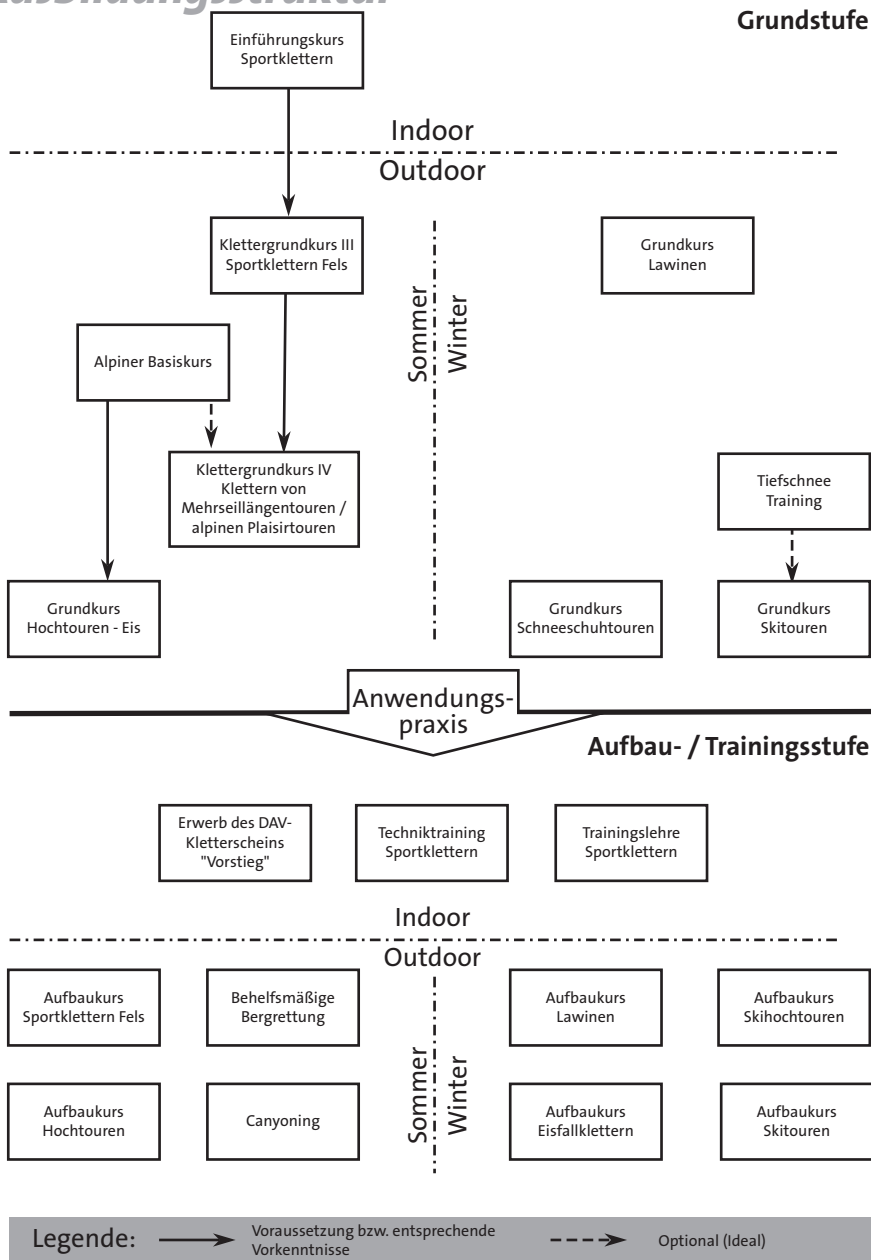 Ausbildungsstruktur
Grundstufe
Einführungskurs
Sportklettern
Indoor
Outdoor
Klettergrundkurs III
Sportklettern Fels
Grundkurs
Lawinen
Sommer
Winter
Alpiner Basiskurs
Klettergrundkurs IV
Klettern von
Mehrseillängentouren /
alpinen Plaisirtouren
Tiefschnee
Training
Grundkurs
Hochtouren - Eis
Grundkurs
Schneeschuhtouren
Grundkurs
Skitouren
Anwendungs-
praxis
Aufbau- / Trainingsstufe
Erwerb des DAV-
Kletterscheins
"Vorstieg"
Techniktraining
Sportklettern
Trainingslehre
Sportklettern
Indoor
Outdoor
Aufbaukurs
Sportklettern Fels
Behelfsmäßige
Bergrettung
Sommer
Winter
Aufbaukurs
Lawinen
Aufbaukurs
Skihochtouren
Aufbaukurs
Hochtouren
Canyoning
Aufbaukurs
Eisfallklettern
Aufbaukurs
Skitouren
Legende:
Voraussetzung bzw. entsprechende
Vorkenntnisse
Optional (Ideal)